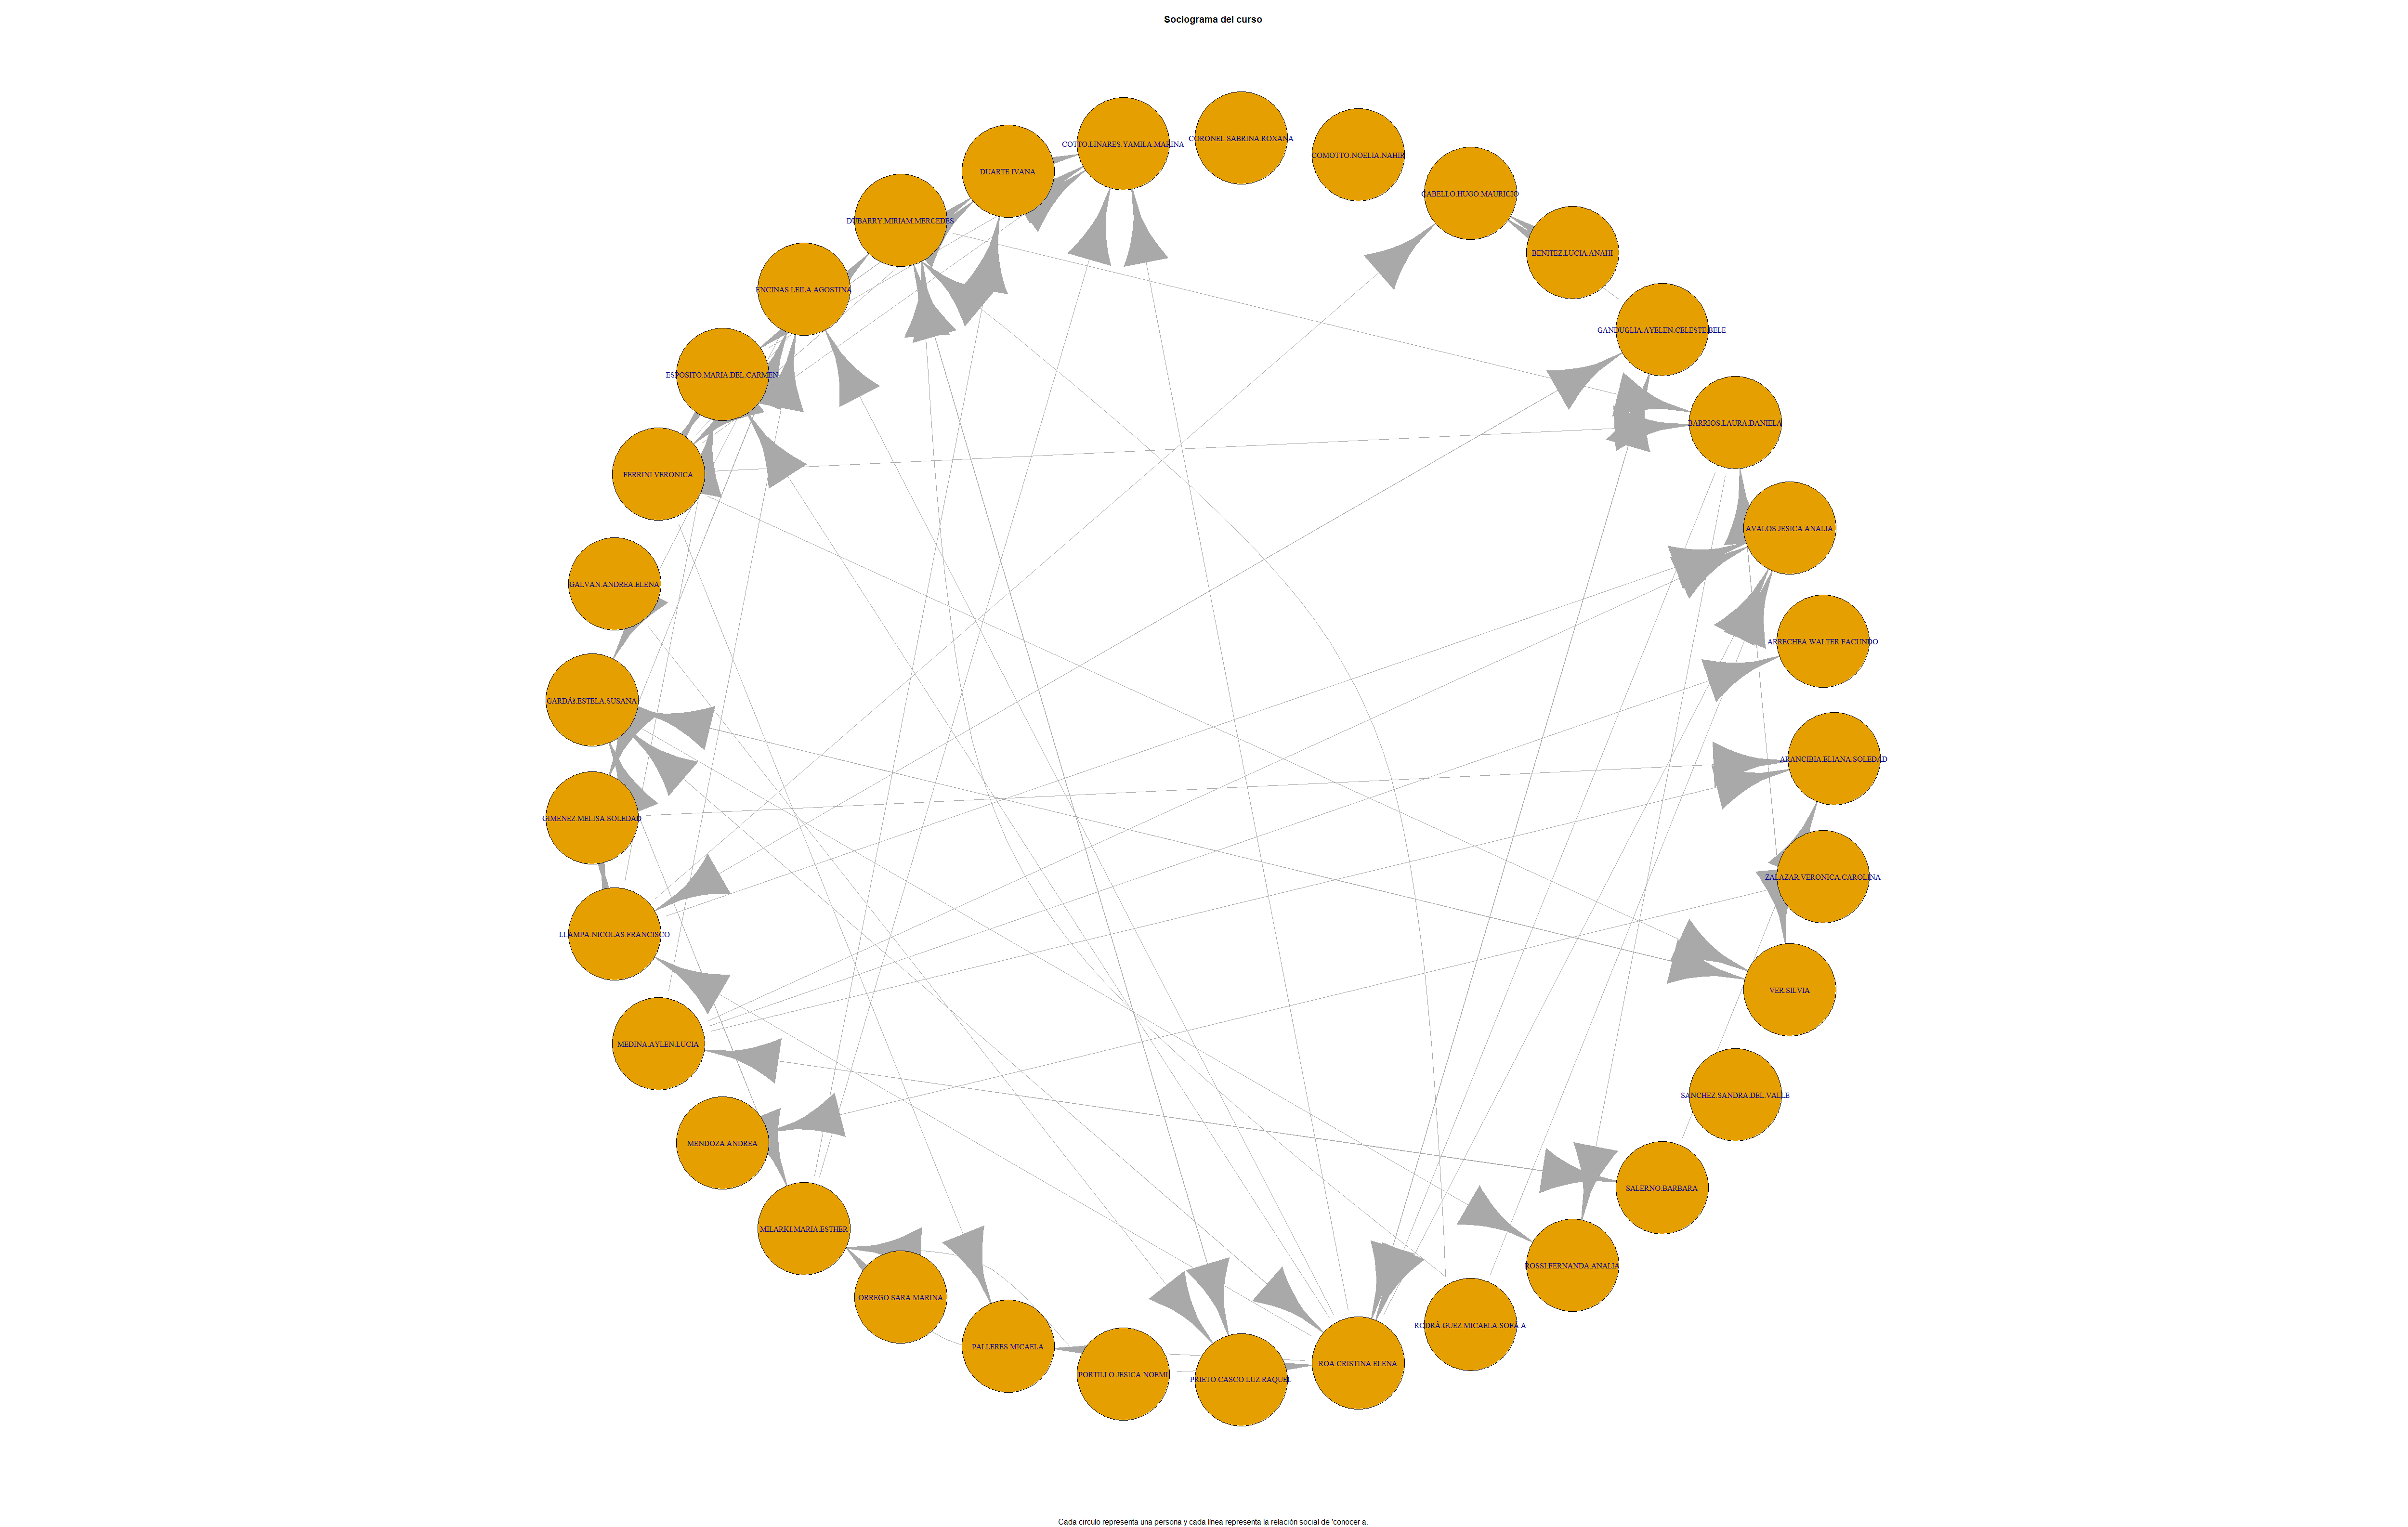 Sociograma del curso
COTTO.LINARES.YAMILA.MARINA
CORONEL.SABRINA.ROXANA
COMOTTO.NOELIA.NAHIR
DUARTE.IVANA
CABELLO.HUGO.MAURICIO
DUBARRY.MIRIAM.MERCEDES
BENITEZ.LUCIA.ANAHI
ENCINAS.LEILA.AGOSTINA
GANDUGLIA.AYELEN.CELESTE.BELE
ESPOSITO.MARIA.DEL.CARMEN
BARRIOS.LAURA.DANIELA
FERRINI.VERONICA
AVALOS.JESICA.ANALIA
GALVAN.ANDREA.ELENA
ARRECHEA.WALTER.FACUNDO
GARDÃš.ESTELA.SUSANA
ARANCIBIA.ELIANA.SOLEDAD
GIMENEZ.MELISA.SOLEDAD
ZALAZAR.VERONICA.CAROLINA
LLAMPA.NICOLAS.FRANCISCO
VER.SILVIA
MEDINA.AYLEN.LUCIA
SANCHEZ.SANDRA.DEL.VALLE
MENDOZA.ANDREA
SALERNO.BARBARA
MILARKI.MARIA.ESTHER
ROSSI.FERNANDA.ANALIA
ORREGO.SARA.MARINA
RODRÃ.GUEZ.MICAELA.SOFÃ.A
PALLERES.MICAELA
ROA.CRISTINA.ELENA
PORTILLO.JESICA.NOEMI
PRIETO.CASCO.LUZ.RAQUEL
Cada circulo representa una persona y cada línea representa la relación social de 'conocer a.